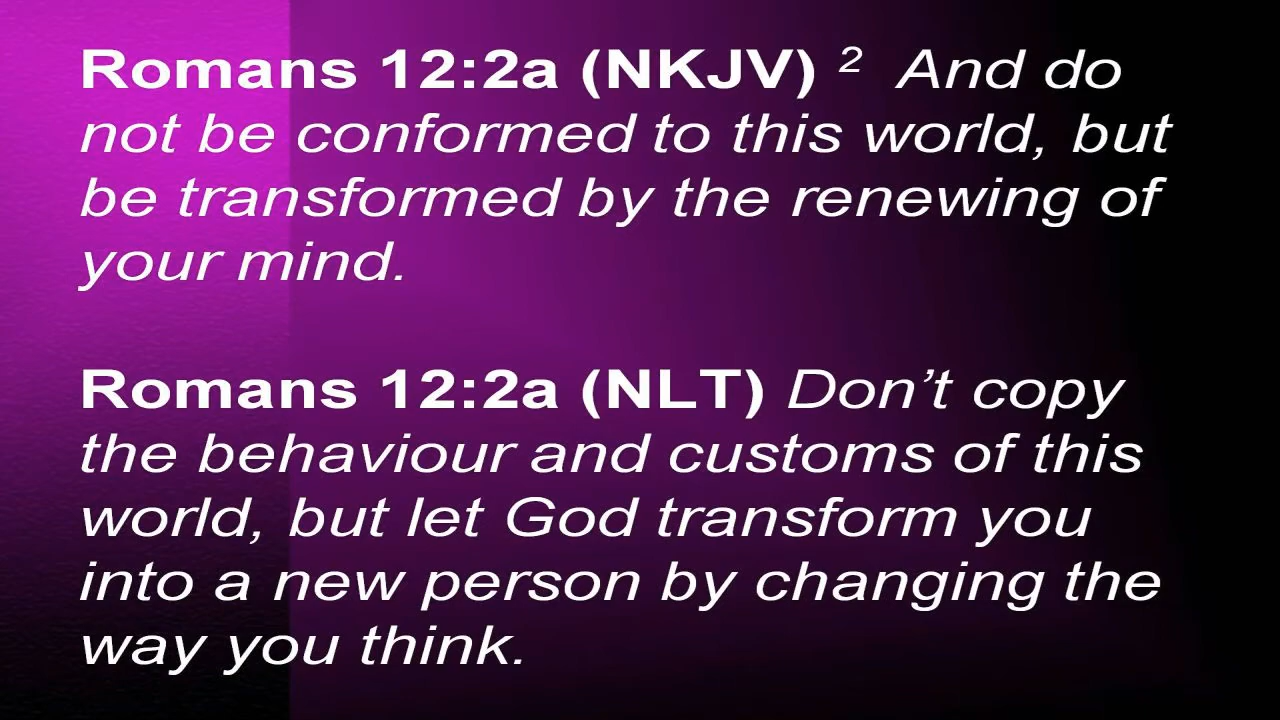 Romans 12:2a (NKJV) ² And do
not be conformed to this world, but
be transformed by the renewing of
your mind.
Romans 12:2a (NLT) Don’t copy
the behaviour and customs of this
world, but let God transform you
into a new person by changing the
way you think.